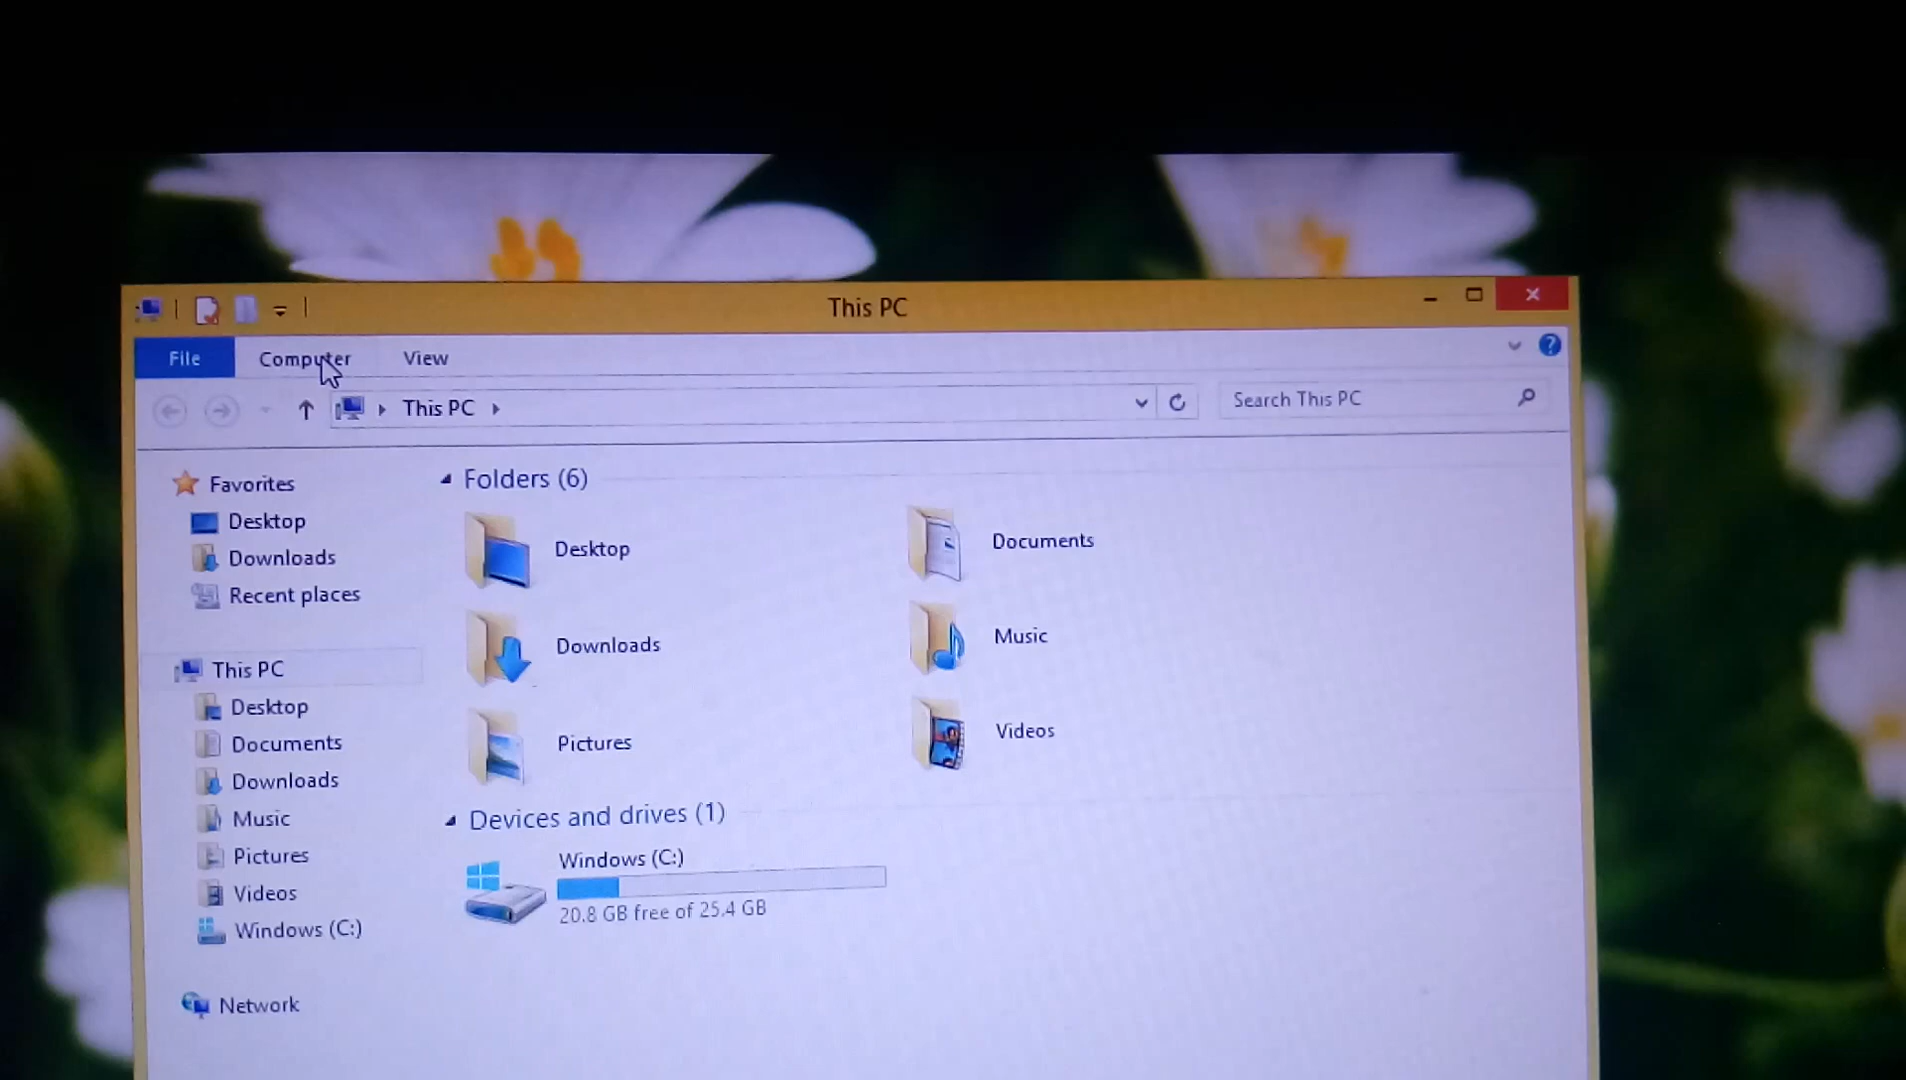 This PC
File Computer View
This PC
Search This PC
Favorites
Desktop
Downloads
Recent places
This PC
Desktop
Documents
Downloads
Music
Pictures
Videos
Windows (C:)
Network
Folders (6)
Desktop
Documents
Downloads
Music
Pictures
Videos
Devices and drives (1)
Windows (C:)
20.8 GB free of 25.4 GB